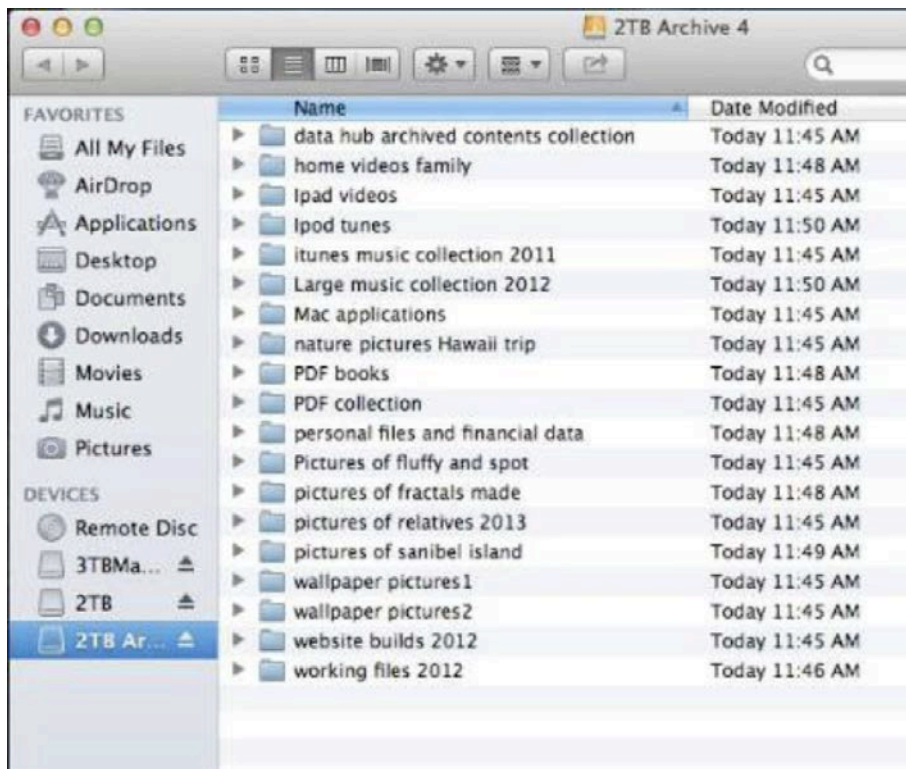 2TB Archive 4
FAVORITES
All My Files
AirDrop
Applications
Desktop
Documents
Downloads
Movies
Music
Pictures
DEVICES
Remote Disc
3TBMa...
2TB
2TB Ar...
Name Date Modified
data hub archived contents collection Today 11:45 AM
home videos family Today 11:48 AM
Ipad videos Today 11:45 AM
Ipod tunes Today 11:50 AM
itunes music collection 2011 Today 11:45 AM
Large music collection 2012 Today 11:50 AM
Mac applications Today 11:45 AM
nature pictures Hawaii trip Today 11:45 AM
PDF books Today 11:48 AM
PDF collection Today 11:45 AM
personal files and financial data Today 11:48 AM
Pictures of fluffy and spot Today 11:45 AM
pictures of fractals made Today 11:48 AM
pictures of relatives 2013 Today 11:45 AM
pictures of sanibel island Today 11:49 AM
wallpaper pictures1 Today 11:45 AM
wallpaper pictures2 Today 11:45 AM
website builds 2012 Today 11:45 AM
working files 2012 Today 11:46 AM